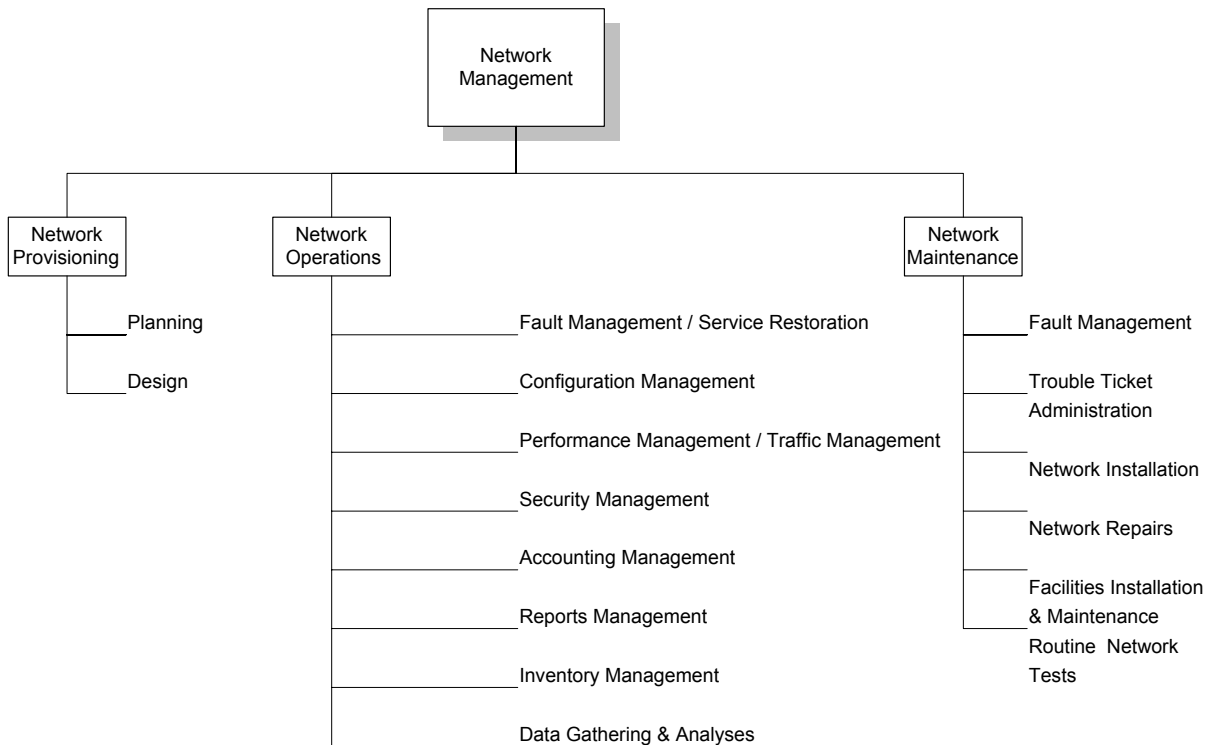 Network
Management
Network
Provisioning
Planning
Design
Network
Operations
Fault Management / Service Restoration
Configuration Management
Performance Management / Traffic Management
Security Management
Accounting Management
Reports Management
Inventory Management
Data Gathering & Analyses
Network
Maintenance
Fault Management
Trouble Ticket
Administration
Network Installation
Network Repairs
Facilities Installation
& Maintenance
Routine Network
Tests